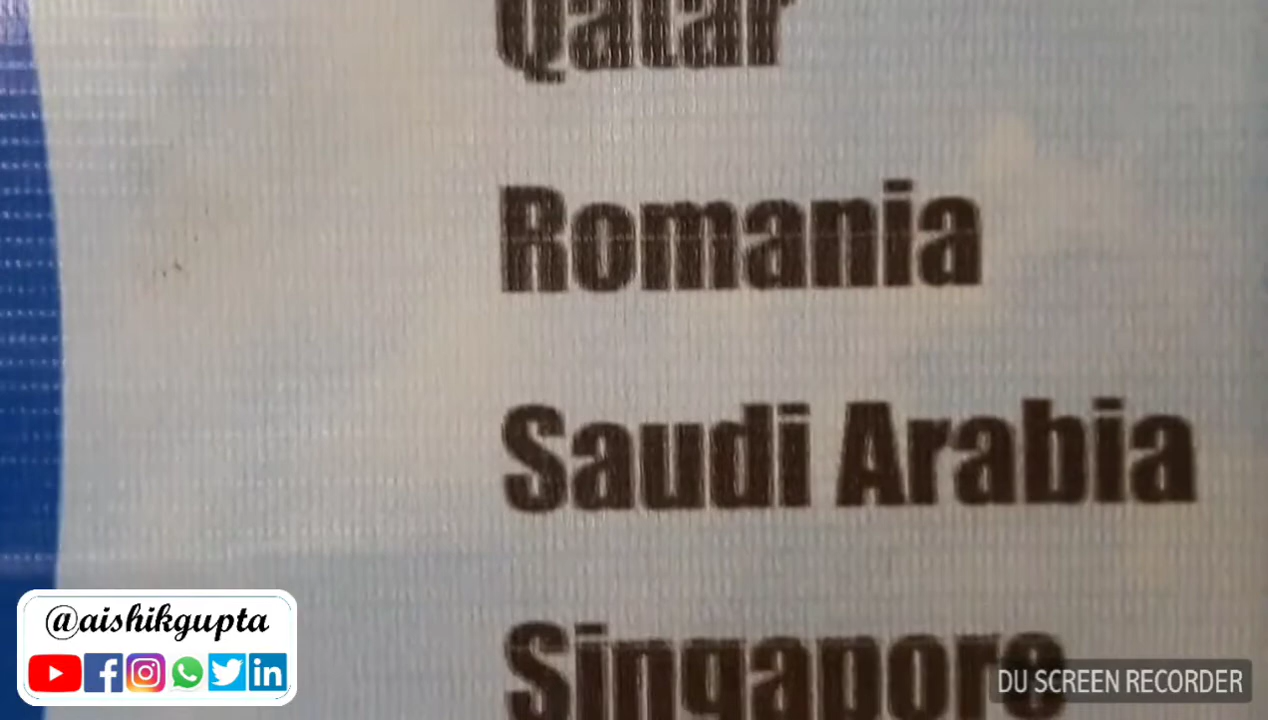 Qatar
Romania
Saudi Arabia
Singapore
@aishikgupta
DU SCREEN RECORDER